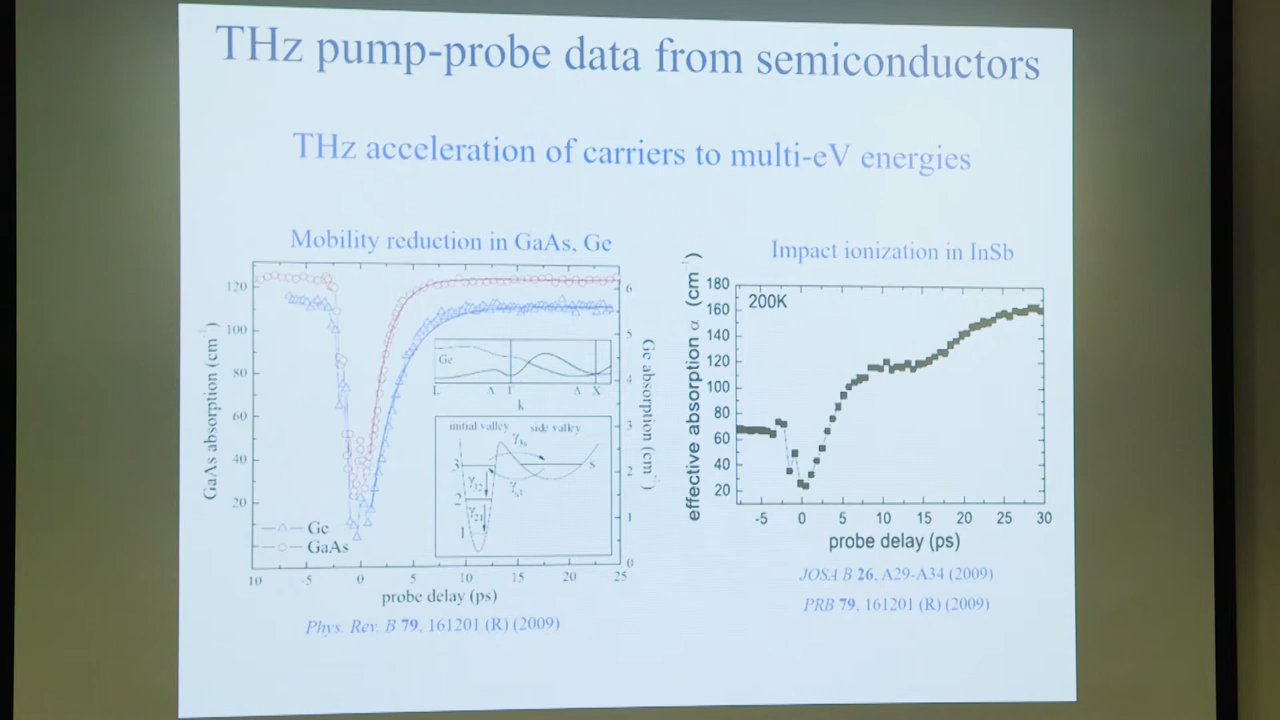 THz pump-probe data from semiconductors
THz acceleration of carriers to multi-eV energies
Mobility reduction in GaAs, Ge
120
100
80
60
40
20
GaAs absorption (cm⁻¹)
6
5
4
3
2
1
0
Ge absorption (cm⁻¹)
Ge
L Λ Γ Δ X
k
initial valley side valley
3
2
1
S
γ32
γ21
Ge
GaAs
10 -5 0 5 10 15 20 25
probe delay (ps)
Phys. Rev. B 79, 161201 (R) (2009)
Impact ionization in InSb
effective absorption α (cm⁻¹)
180
160
140
120
100
80
60
40
20
200K
-5 0 5 10 15 20 25 30
probe delay (ps)
JOSA B 26, A29-A34 (2009)
PRB 79, 161201 (R) (2009)